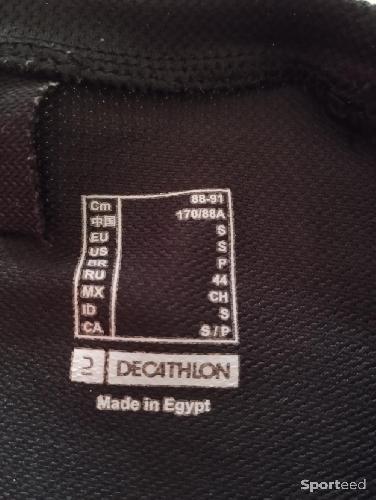 Cm 88-91
中国 170/88A
EU S
US S
BR P
RU 44
MX CH
ID S
CA S/P
2 DECATHLON
Made in Egypt
Sporteed